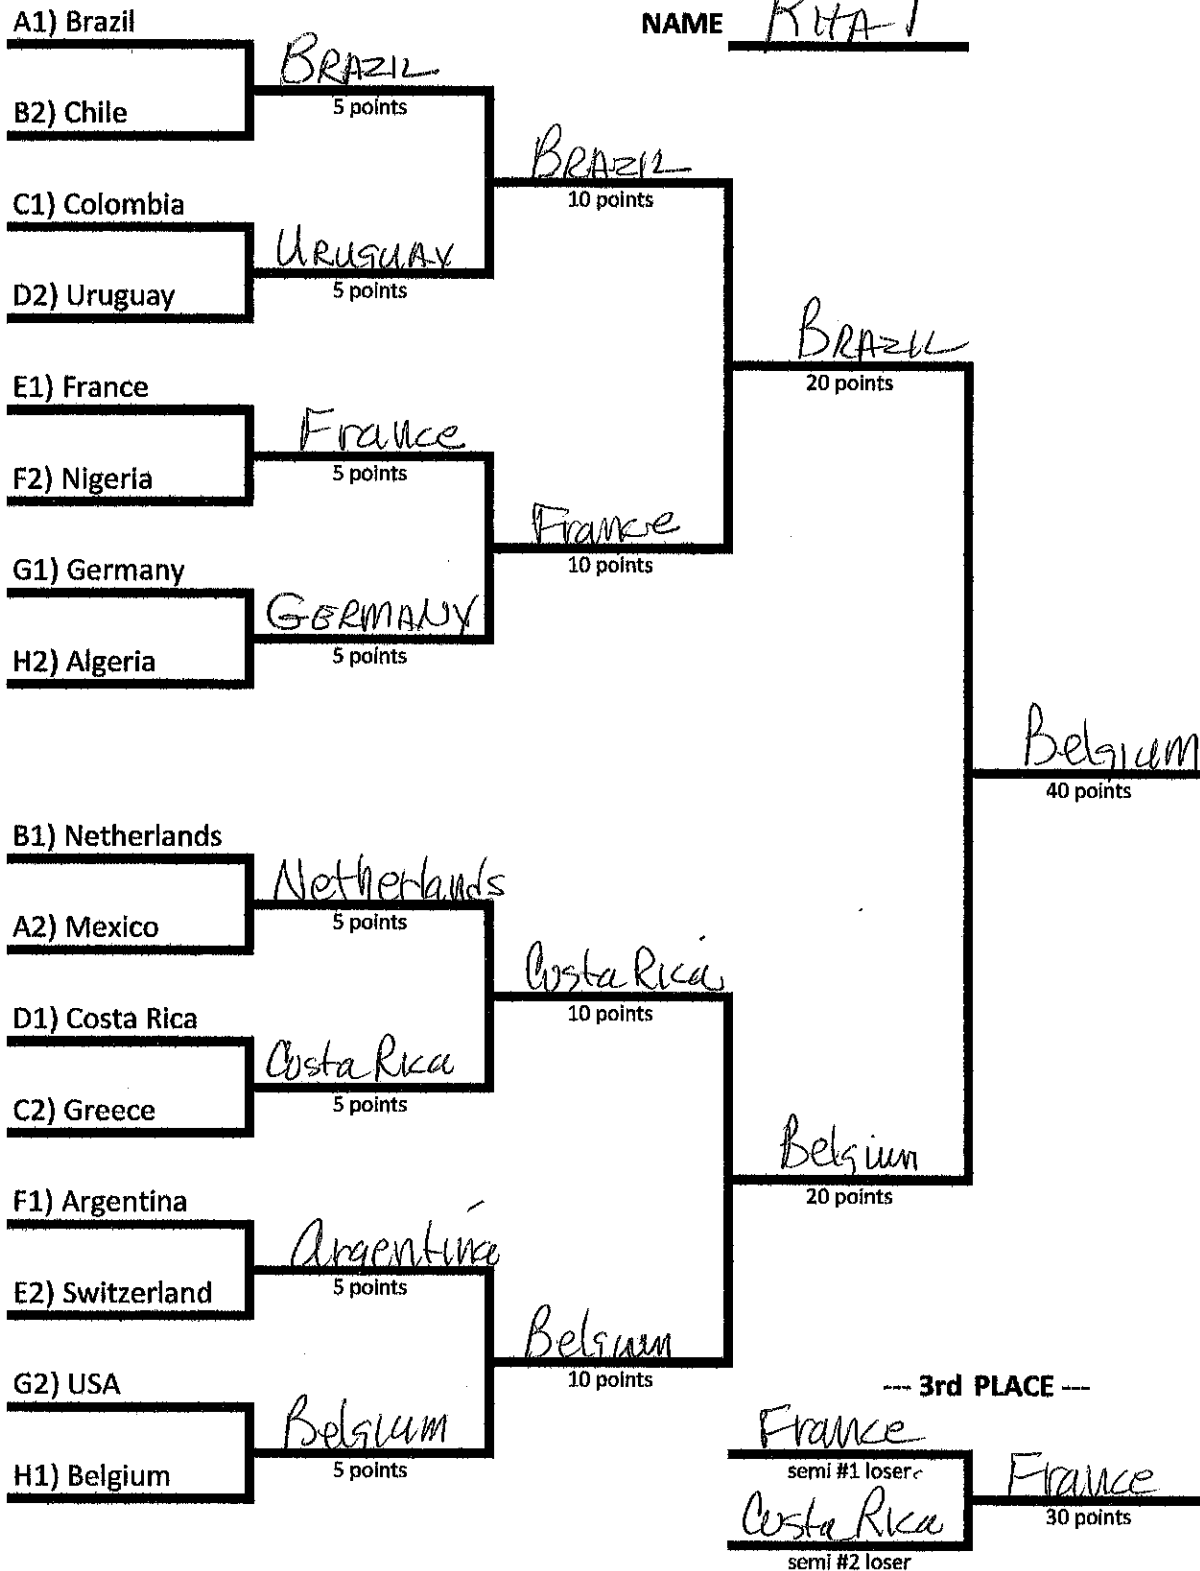 A1) Brazil
NAME RITA-1
BRAZIL
5 points
B2) Chile
BRAZIL
10 points
C1) Colombia
URUGUAY
5 points
D2) Uruguay
BRAZIL
20 points
E1) France
France
5 points
F2) Nigeria
France
10 points
G1) Germany
GERMANY
5 points
H2) Algeria
Belgium
40 points
B1) Netherlands
Netherlands
5 points
A2) Mexico
Costa Rica
10 points
D1) Costa Rica
Costa Rica
5 points
C2) Greece
Belgium
20 points
F1) Argentina
Argentina
5 points
E2) Switzerland
Belgium
10 points
G2) USA
--- 3rd PLACE ---
Belgium
5 points
France
semi #1 loser
H1) Belgium
France
30 points
Costa Rica
semi #2 loser